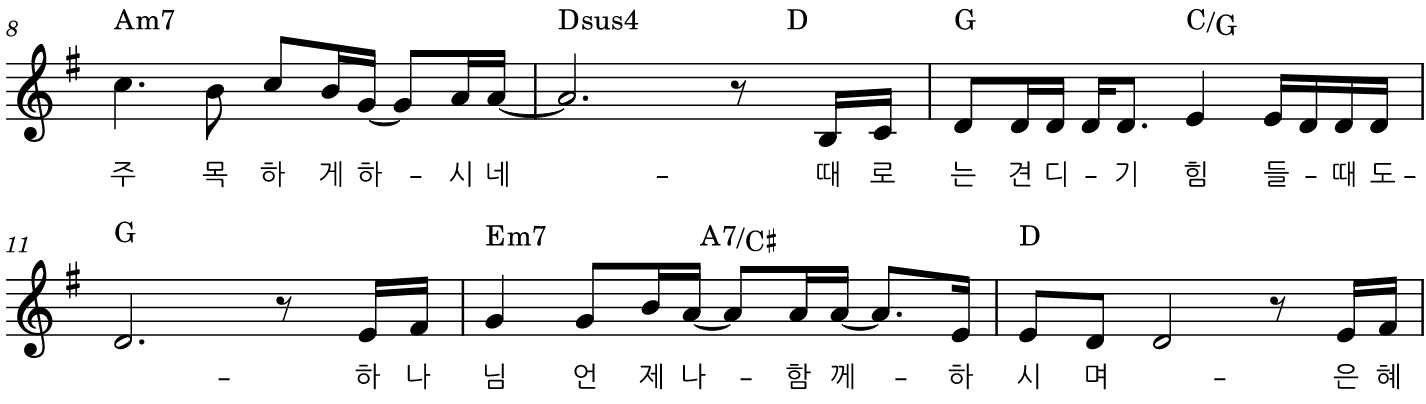 8 Am7 Dsus4 D G C/G
주 목 하 게 하 – 시 네 – 때 로 는 견 디 – 기 힘 들 – 때 도 –
11 G Em7 A7/C♯ D
– 하 나 님 언 제 나 – 함 께 – 하 시 며 – 은 혜